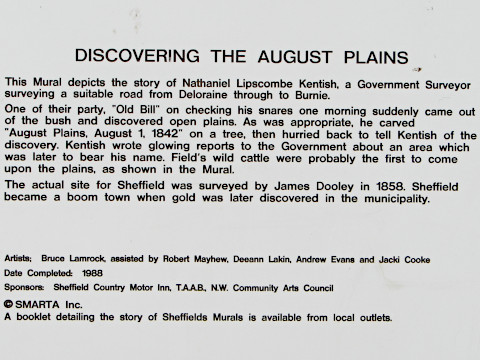 DISCOVERING THE AUGUST PLAINS
This Mural depicts the story of Nathaniel Lipscombe Kentish, a Government Surveyor
surveying a suitable road from Deloraine through to Burnie.
One of their party, "Old Bill" on checking his snares one morning suddenly came out
of the bush and discovered open plains. As was appropriate, he carved
"August Plains, August 1, 1842" on a tree, then hurried back to tell Kentish of the
discovery. Kentish wrote glowing reports to the Government about an area which
was later to bear his name. Field's wild cattle were probably the first to come
upon the plains, as shown in the Mural.
The actual site for Sheffield was surveyed by James Dooley in 1858. Sheffield
became a boom town when gold was later discovered in the municipality.
Artists; Bruce Lamrock, assisted by Robert Mayhew, Deeann Lakin, Andrew Evans and Jacki Cooke
Date Completed: 1988
Sponsors: Sheffield Country Motor Inn, T.A.A.B., N.W. Community Arts Council
© SMARTA Inc.
A booklet detailing the story of Sheffields Murals is available from local outlets.